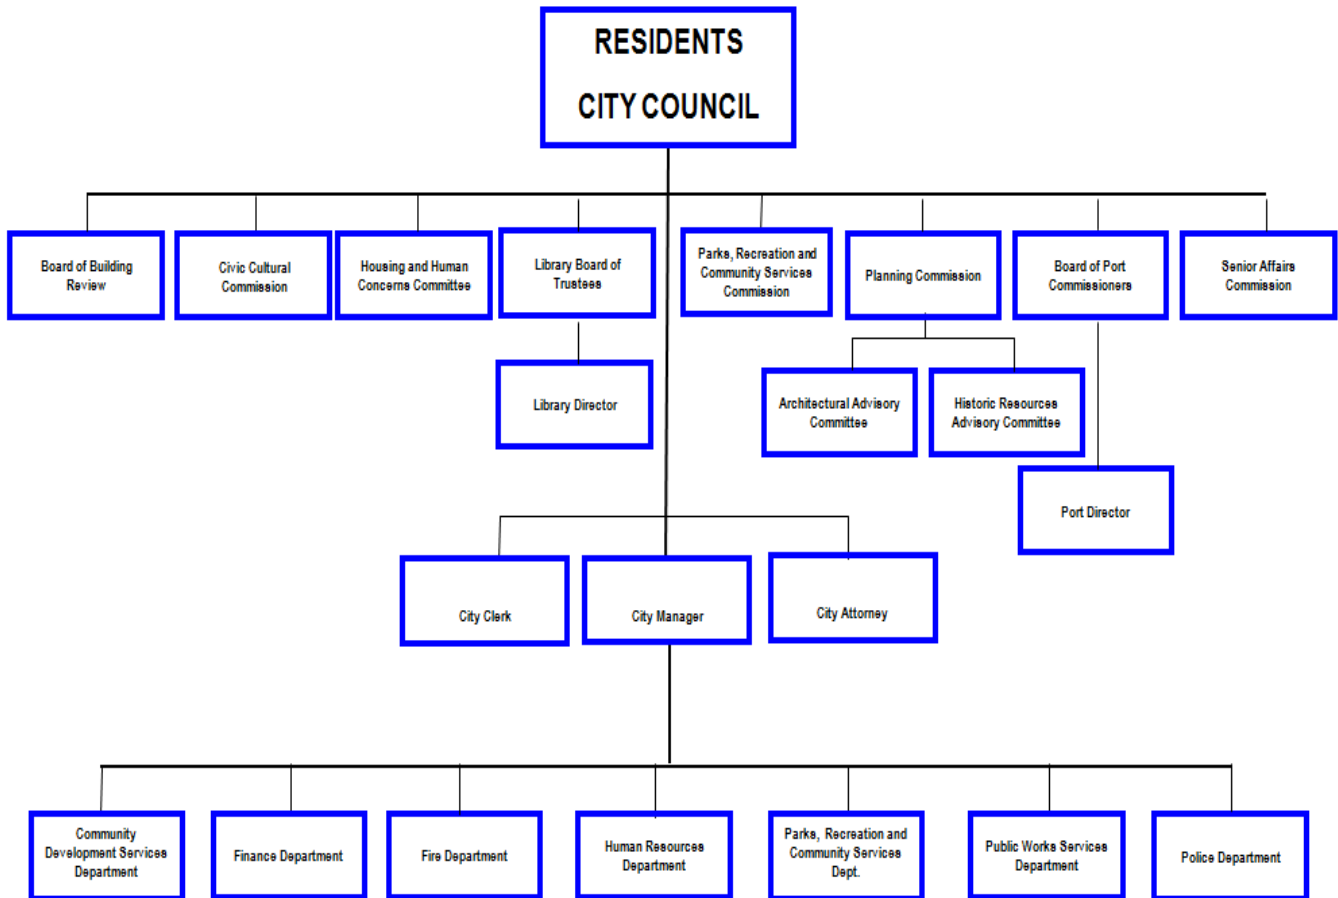 RESIDENTS
CITY COUNCIL
Board of Building
Review
Civic Cultural
Commission
Housing and Human
Concerns Committee
Library Board of
Trustees
Parks, Recreation and
Community Services
Commission
Planning Commission
Board of Port
Commissioners
Senior Affairs
Commission
Library Director
Architectural Advisory
Committee
Historic Resources
Advisory Committee
Port Director
City Clerk
City Manager
City Attorney
Community
Development Services
Department
Finance Department
Fire Department
Human Resources
Department
Parks, Recreation and
Community Services
Dept.
Public Works Services
Department
Police Department